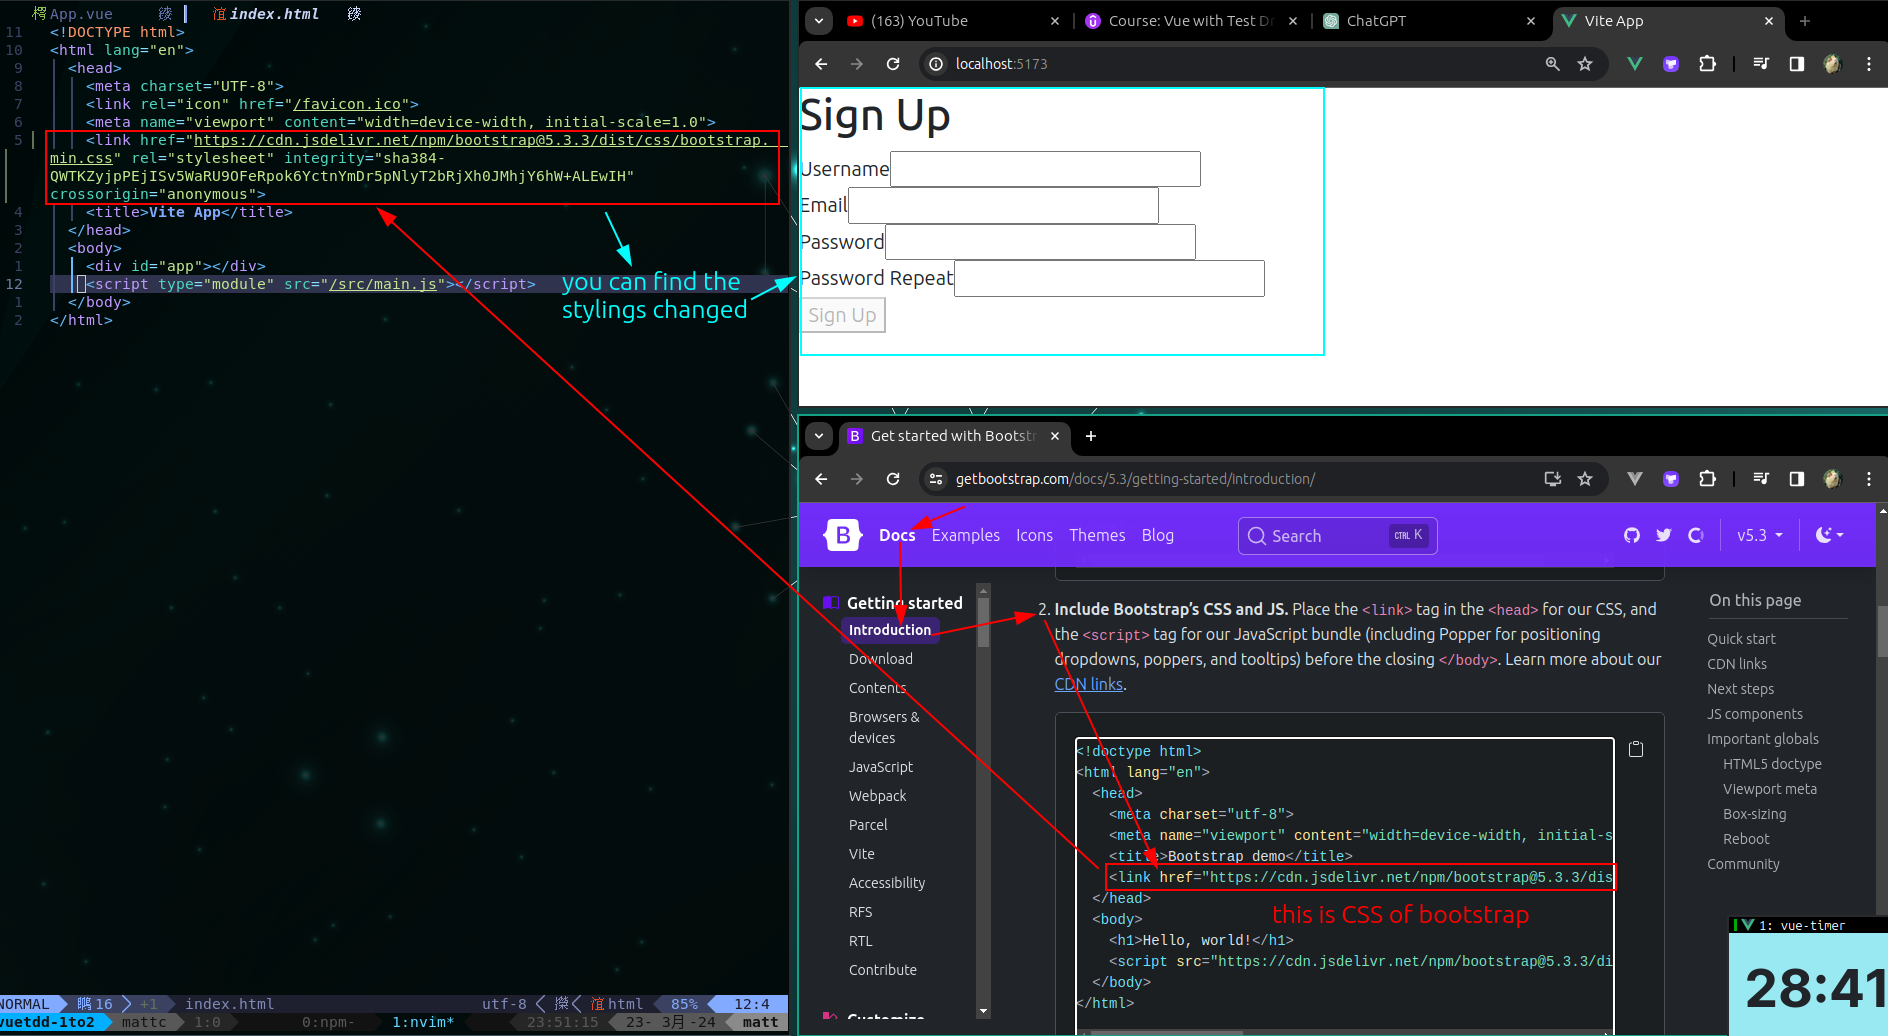 App.vue
index.html
11 <!DOCTYPE html>
10 <html lang="en">
9 <head>
8 <meta charset="UTF-8">
7 <link rel="icon" href="/favicon.ico">
6 <meta name="viewport" content="width=device-width, initial-scale=1.0">
5 <link href="https://cdn.jsdelivr.net/npm/bootstrap@5.3.3/dist/css/bootstrap.
min.css" rel="stylesheet" integrity="sha384-
QWTKZyjpPEjISv5WaRU9OFeRpok6YctnYmDr5pNlyT2bRjXh0JMhjY6hW+ALEwIH"
crossorigin="anonymous">
4 <title>Vite App</title>
3 </head>
2 <body>
1 <div id="app"></div>
12 <script type="module" src="/src/main.js"></script>
1 </body>
2 </html>
you can find the
stylings changed
NORMAL 16 +1 index.html utf-8 html 85% 12:4
vuetdd-1to2 mattc 1:0 0:npm- 1:nvim* 23:51:15 23- 3月-24 matt
(163) YouTube
Course: Vue with Test Dr
ChatGPT
Vite App
localhost:5173
Sign Up
Username
Email
Password
Password Repeat
Sign Up
Get started with Bootstr
getbootstrap.com/docs/5.3/getting-started/introduction/
B Docs Examples Icons Themes Blog Search CTRL K v5.3
Getting started
Introduction
Download
Contents
Browsers &
devices
JavaScript
Webpack
Parcel
Vite
Accessibility
RFS
RTL
Contribute
Customize
2. Include Bootstrap’s CSS and JS. Place the <link> tag in the <head> for our CSS, and
the <script> tag for our JavaScript bundle (including Popper for positioning
dropdowns, poppers, and tooltips) before the closing </body>. Learn more about our
CDN links.
<!doctype html>
<html lang="en">
<head>
<meta charset="utf-8">
<meta name="viewport" content="width=device-width, initial-s
<title>Bootstrap demo</title>
<link href="https://cdn.jsdelivr.net/npm/bootstrap@5.3.3/dis
</head>
<body>
<h1>Hello, world!</h1>
<script src="https://cdn.jsdelivr.net/npm/bootstrap@5.3.3/di
</body>
</html>
this is CSS of bootstrap
On this page
Quick start
CDN links
Next steps
JS components
Important globals
HTML5 doctype
Viewport meta
Box-sizing
Reboot
Community
1: vue-timer
28:41